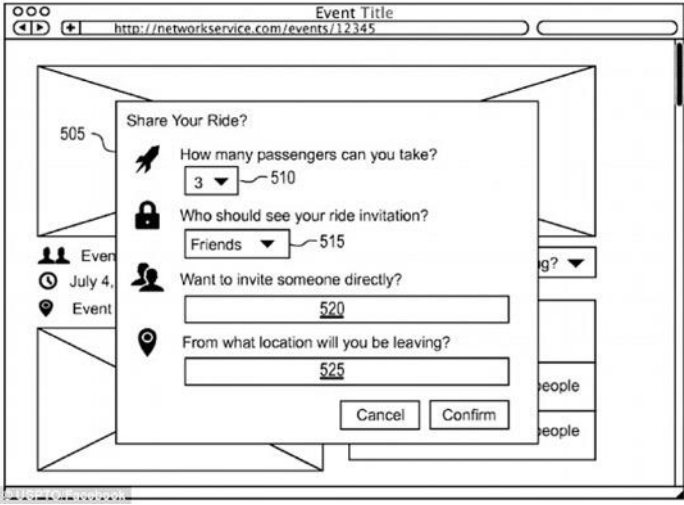 Event Title
http://networkservice.com/events/12345
Share Your Ride?
505
How many passengers can you take?
3
510
Who should see your ride invitation?
Friends
515
Even
g?
July 4,
Want to invite someone directly?
520
Event
From what location will you be leaving?
525
people
Cancel
Confirm
people
©USPTO/Facebook